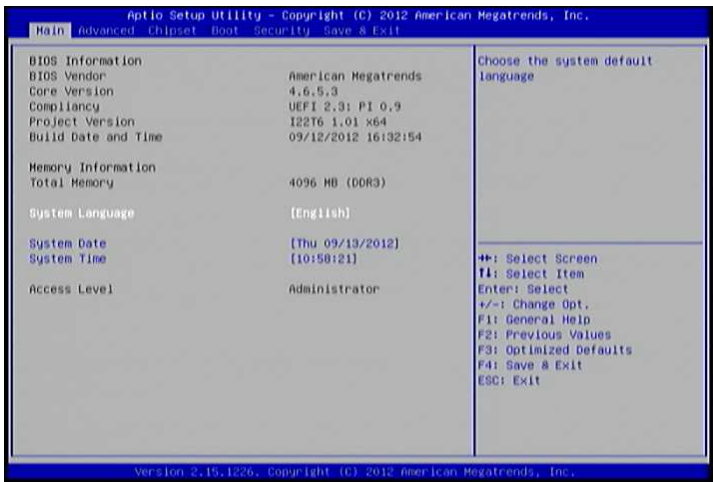 Aptio Setup Utility - Copyright (C) 2012 American Megatrends, Inc.
Main Advanced Chipset Boot Security Save & Exit
BIOS Information
BIOS Vendor American Megatrends
Core Version 4.6.5.3
Compliancy UEFI 2.3; PI 0.9
Project Version I22T6 1.01 x64
Build Date and Time 09/12/2012 16:32:54
Memory Information
Total Memory 4096 MB (DDR3)
System Language [English]
System Date [Thu 09/13/2012]
System Time [10:58:21]
Access Level Administrator
Choose the system default
language
→←: Select Screen
↑↓: Select Item
Enter: Select
+/-: Change Opt.
F1: General Help
F2: Previous Values
F3: Optimized Defaults
F4: Save & Exit
ESC: Exit
Version 2.15.1226. Copyright (C) 2012 American Megatrends, Inc.